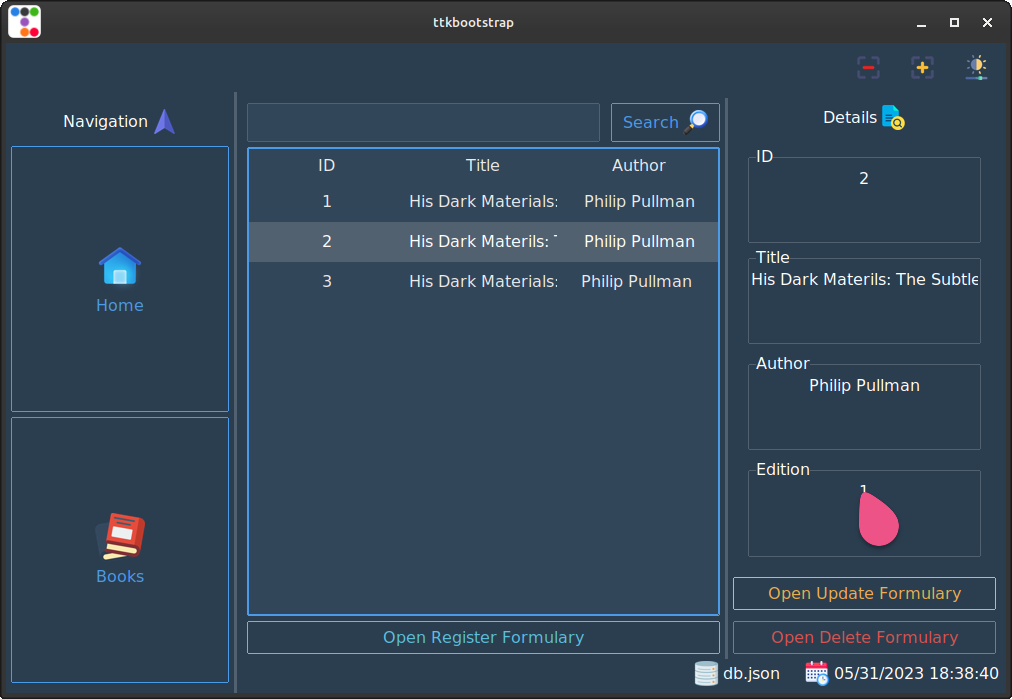 ttkbootstrap
Navigation
Home
Books
Search
ID Title Author
1 His Dark Materials: Philip Pullman
2 His Dark Materils: Philip Pullman
3 His Dark Materials: Philip Pullman
Open Register Formulary
Details
ID
2
Title
His Dark Materils: The Subtle
Author
Philip Pullman
Edition
1
Open Update Formulary
Open Delete Formulary
db.json
05/31/2023 18:38:40